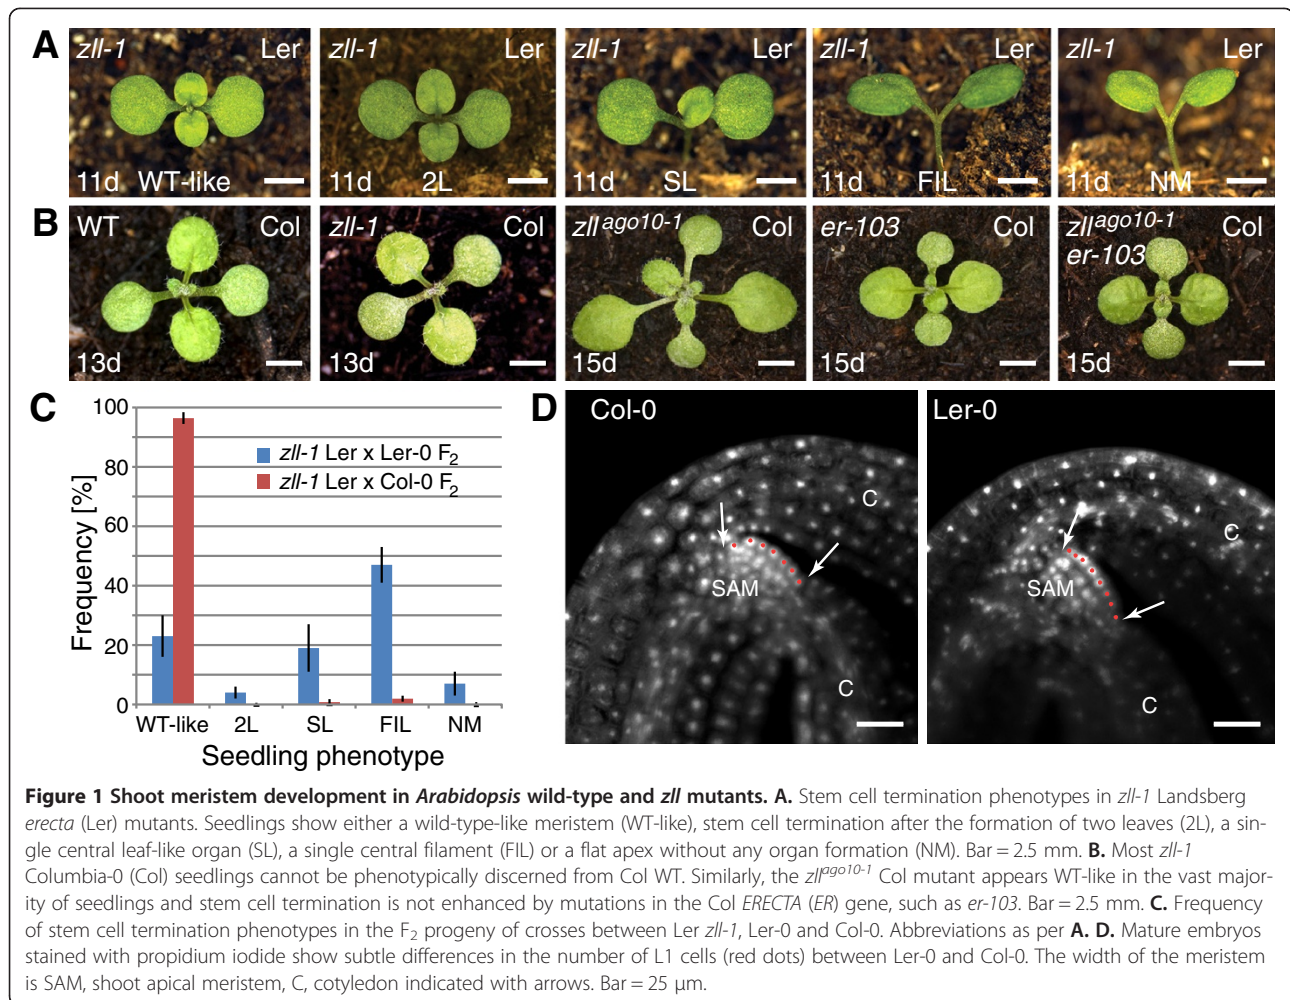 A
zll-1 Ler
11d WT-like
zll-1 Ler
11d 2L
zll-1 Ler
11d SL
zll-1 Ler
11d FIL
zll-1 Ler
11d NM
B
WT Col
13d
zll-1 Col
13d
zll^ago10-1 Col
15d
er-103 Col
15d
zll^ago10-1 Col
er-103
15d
C
Frequency [%]
100
80
60
40
20
0
zll-1 Ler x Ler-0 F₂
zll-1 Ler x Col-0 F₂
WT-like 2L SL FIL NM
Seedling phenotype
D
Col-0
C
SAM
C
Ler-0
C
SAM
C
Figure 1 Shoot meristem development in Arabidopsis wild-type and zll mutants. A. Stem cell termination phenotypes in zll-1 Landsberg
erecta (Ler) mutants. Seedlings show either a wild-type-like meristem (WT-like), stem cell termination after the formation of two leaves (2L), a sin-
gle central leaf-like organ (SL), a single central filament (FIL) or a flat apex without any organ formation (NM). Bar = 2.5 mm. B. Most zll-1
Columbia-0 (Col) seedlings cannot be phenotypically discerned from Col WT. Similarly, the zll^ago10-1 Col mutant appears WT-like in the vast major-
ity of seedlings and stem cell termination is not enhanced by mutations in the Col ERECTA (ER) gene, such as er-103. Bar = 2.5 mm. C. Frequency
of stem cell termination phenotypes in the F₂ progeny of crosses between Ler zll-1, Ler-0 and Col-0. Abbreviations as per A. D. Mature embryos
stained with propidium iodide show subtle differences in the number of L1 cells (red dots) between Ler-0 and Col-0. The width of the meristem
is SAM, shoot apical meristem, C, cotyledon indicated with arrows. Bar = 25 μm.